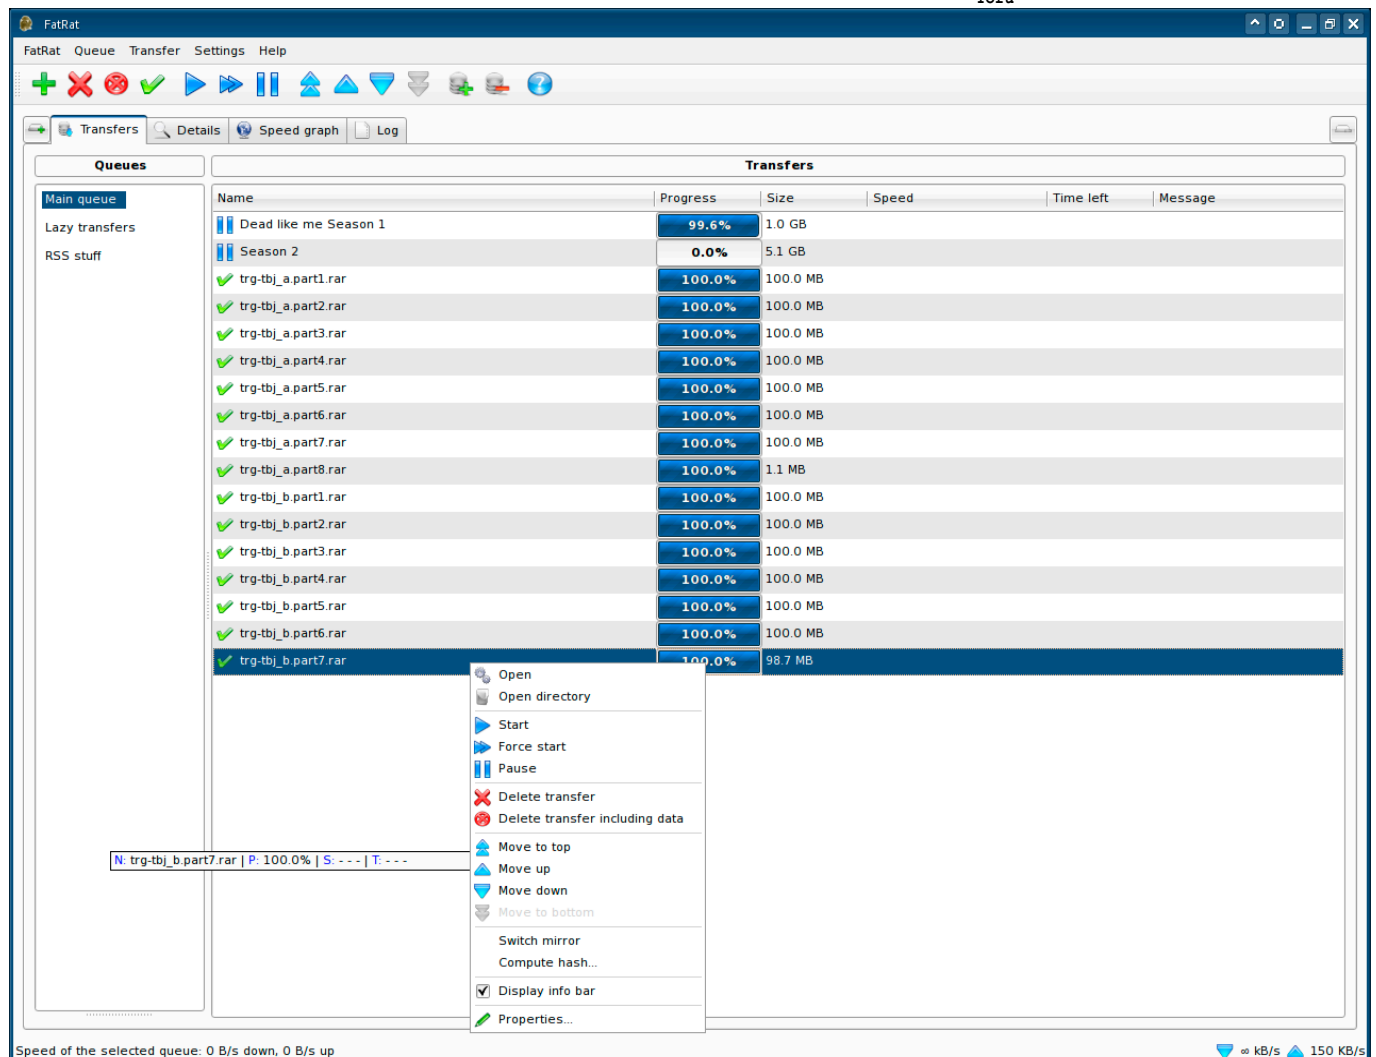 FatRat
FatRat Queue Transfer Settings Help
Transfers Details Speed graph Log
Queues Transfers
Main queue
Lazy transfers
RSS stuff
Name Progress Size Speed Time left Message
Dead like me Season 1 99.6% 1.0 GB
Season 2 0.0% 5.1 GB
trg-tbj_a.part1.rar 100.0% 100.0 MB
trg-tbj_a.part2.rar 100.0% 100.0 MB
trg-tbj_a.part3.rar 100.0% 100.0 MB
trg-tbj_a.part4.rar 100.0% 100.0 MB
trg-tbj_a.part5.rar 100.0% 100.0 MB
trg-tbj_a.part6.rar 100.0% 100.0 MB
trg-tbj_a.part7.rar 100.0% 100.0 MB
trg-tbj_a.part8.rar 100.0% 1.1 MB
trg-tbj_b.part1.rar 100.0% 100.0 MB
trg-tbj_b.part2.rar 100.0% 100.0 MB
trg-tbj_b.part3.rar 100.0% 100.0 MB
trg-tbj_b.part4.rar 100.0% 100.0 MB
trg-tbj_b.part5.rar 100.0% 100.0 MB
trg-tbj_b.part6.rar 100.0% 100.0 MB
trg-tbj_b.part7.rar 100.0% 98.7 MB
Open
Open directory
Start
Force start
Pause
Delete transfer
Delete transfer including data
Move to top
N: trg-tbj_b.part7.rar | P: 100.0% | S: - - - | T: - - -
Move up
Move down
Move to bottom
Switch mirror
Compute hash...
Display info bar
Properties...
Speed of the selected queue: 0 B/s down, 0 B/s up
∞ kB/s 150 KB/s